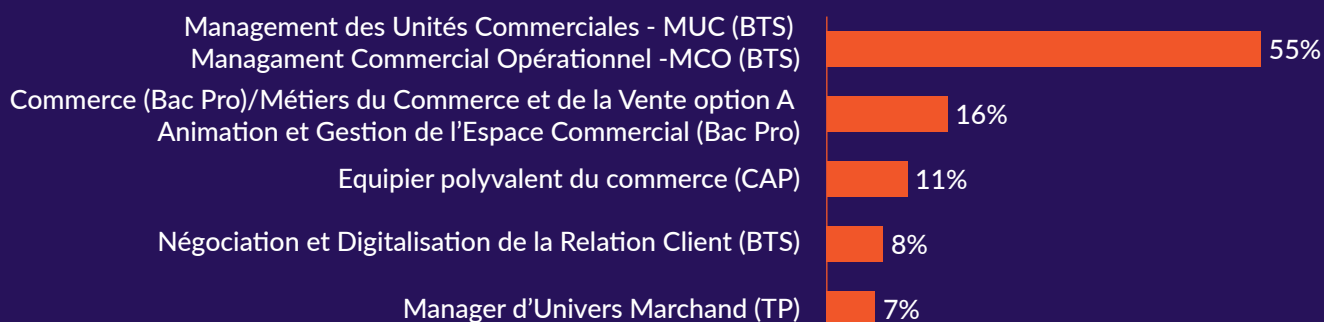 Management des Unités Commerciales - MUC (BTS)
Managament Commercial Opérationnel -MCO (BTS)
55%
Commerce (Bac Pro)/Métiers du Commerce et de la Vente option A
Animation et Gestion de l'Espace Commercial (Bac Pro)
16%
Equipier polyvalent du commerce (CAP)
11%
Négociation et Digitalisation de la Relation Client (BTS)
8%
Manager d'Univers Marchand (TP)
7%